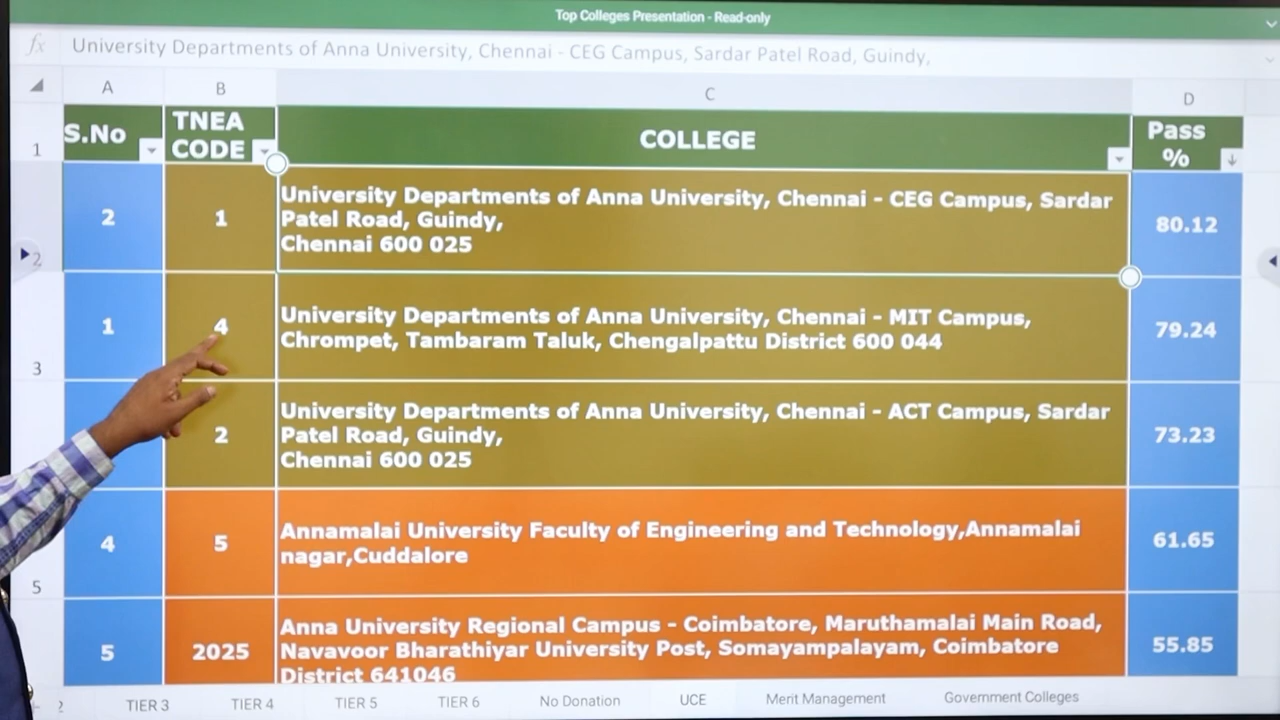 Top Colleges Presentation - Read-only
fx University Departments of Anna University, Chennai - CEG Campus, Sardar Patel Road, Guindy,
A B C D
1 S.No TNEA CODE COLLEGE Pass %
2 2 1 University Departments of Anna University, Chennai - CEG Campus, Sardar
Patel Road, Guindy,
Chennai 600 025 80.12
3 1 4 University Departments of Anna University, Chennai - MIT Campus,
Chrompet, Tambaram Taluk, Chengalpattu District 600 044 79.24
2 University Departments of Anna University, Chennai - ACT Campus, Sardar
Patel Road, Guindy,
Chennai 600 025 73.23
5 4 5 Annamalai University Faculty of Engineering and Technology,Annamalai
nagar,Cuddalore 61.65
5 2025 Anna University Regional Campus - Coimbatore, Maruthamalai Main Road,
Navavoor Bharathiyar University Post, Somayampalayam, Coimbatore
District 641046 55.85
2 TIER 3 TIER 4 TIER 5 TIER 6 No Donation UCE Merit Management Government Colleges